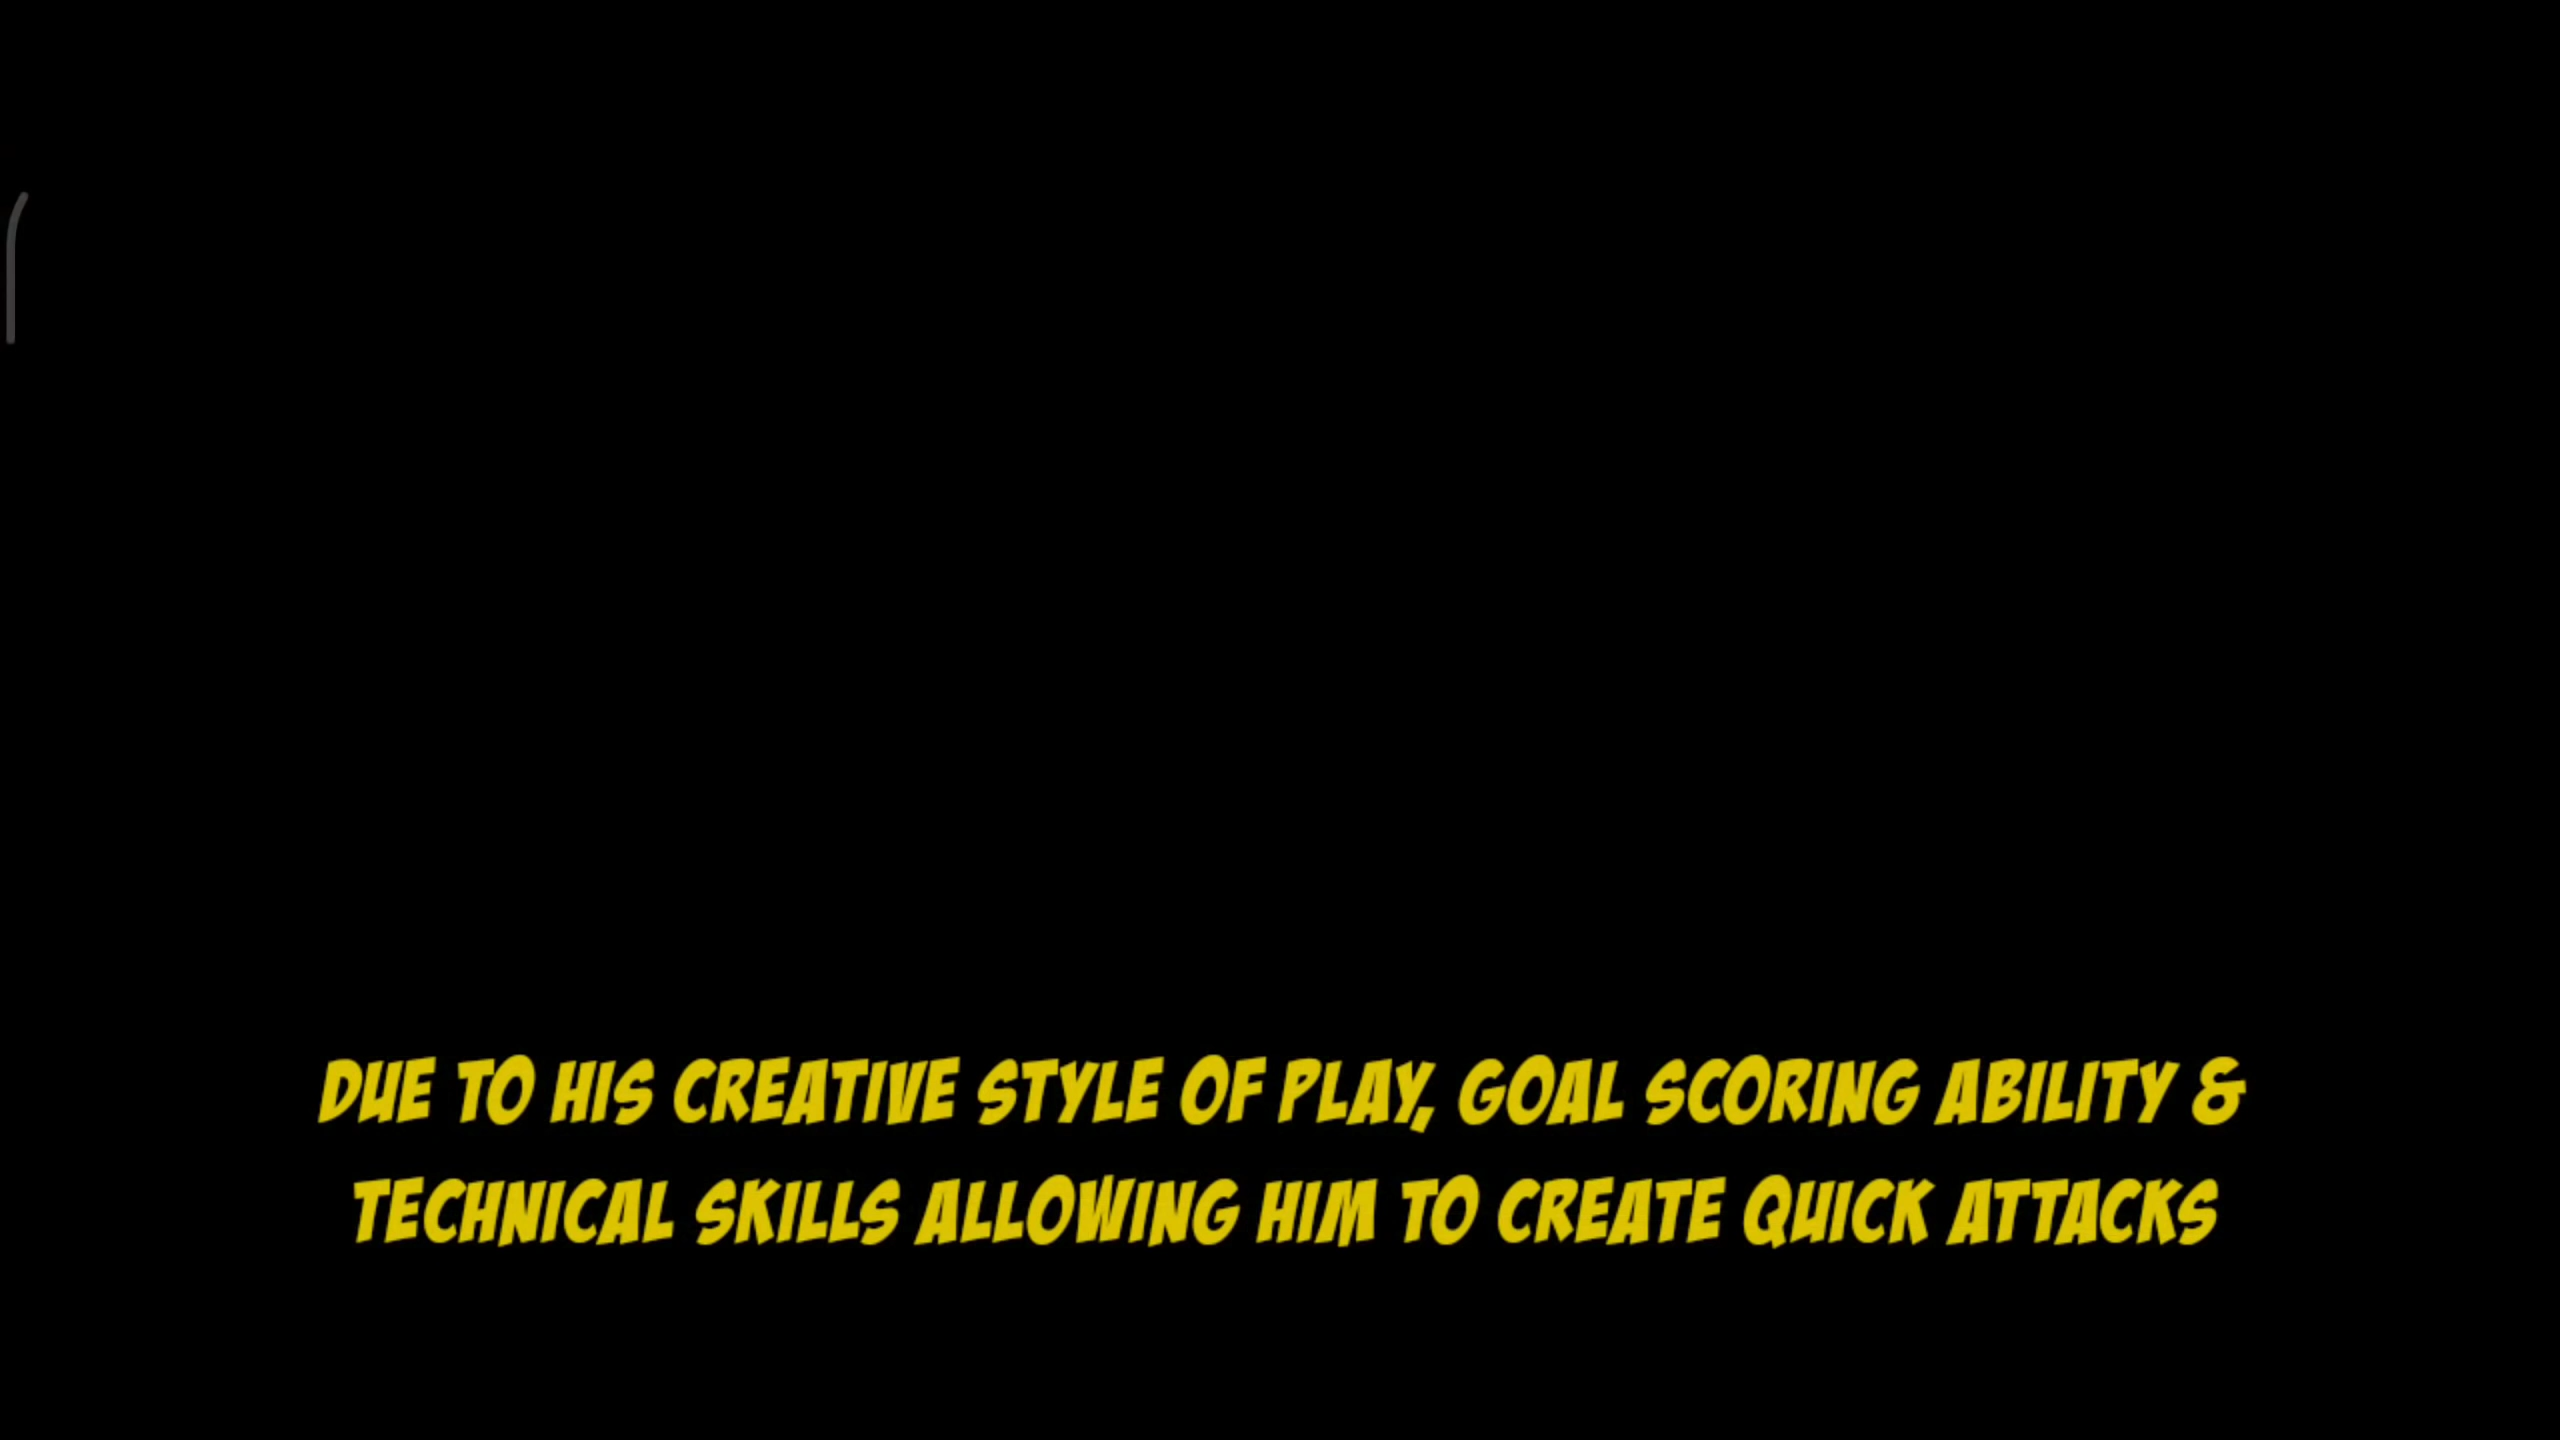 DUE TO HIS CREATIVE STYLE OF PLAY, GOAL SCORING ABILITY &
TECHNICAL SKILLS ALLOWING HIM TO CREATE QUICK ATTACKS